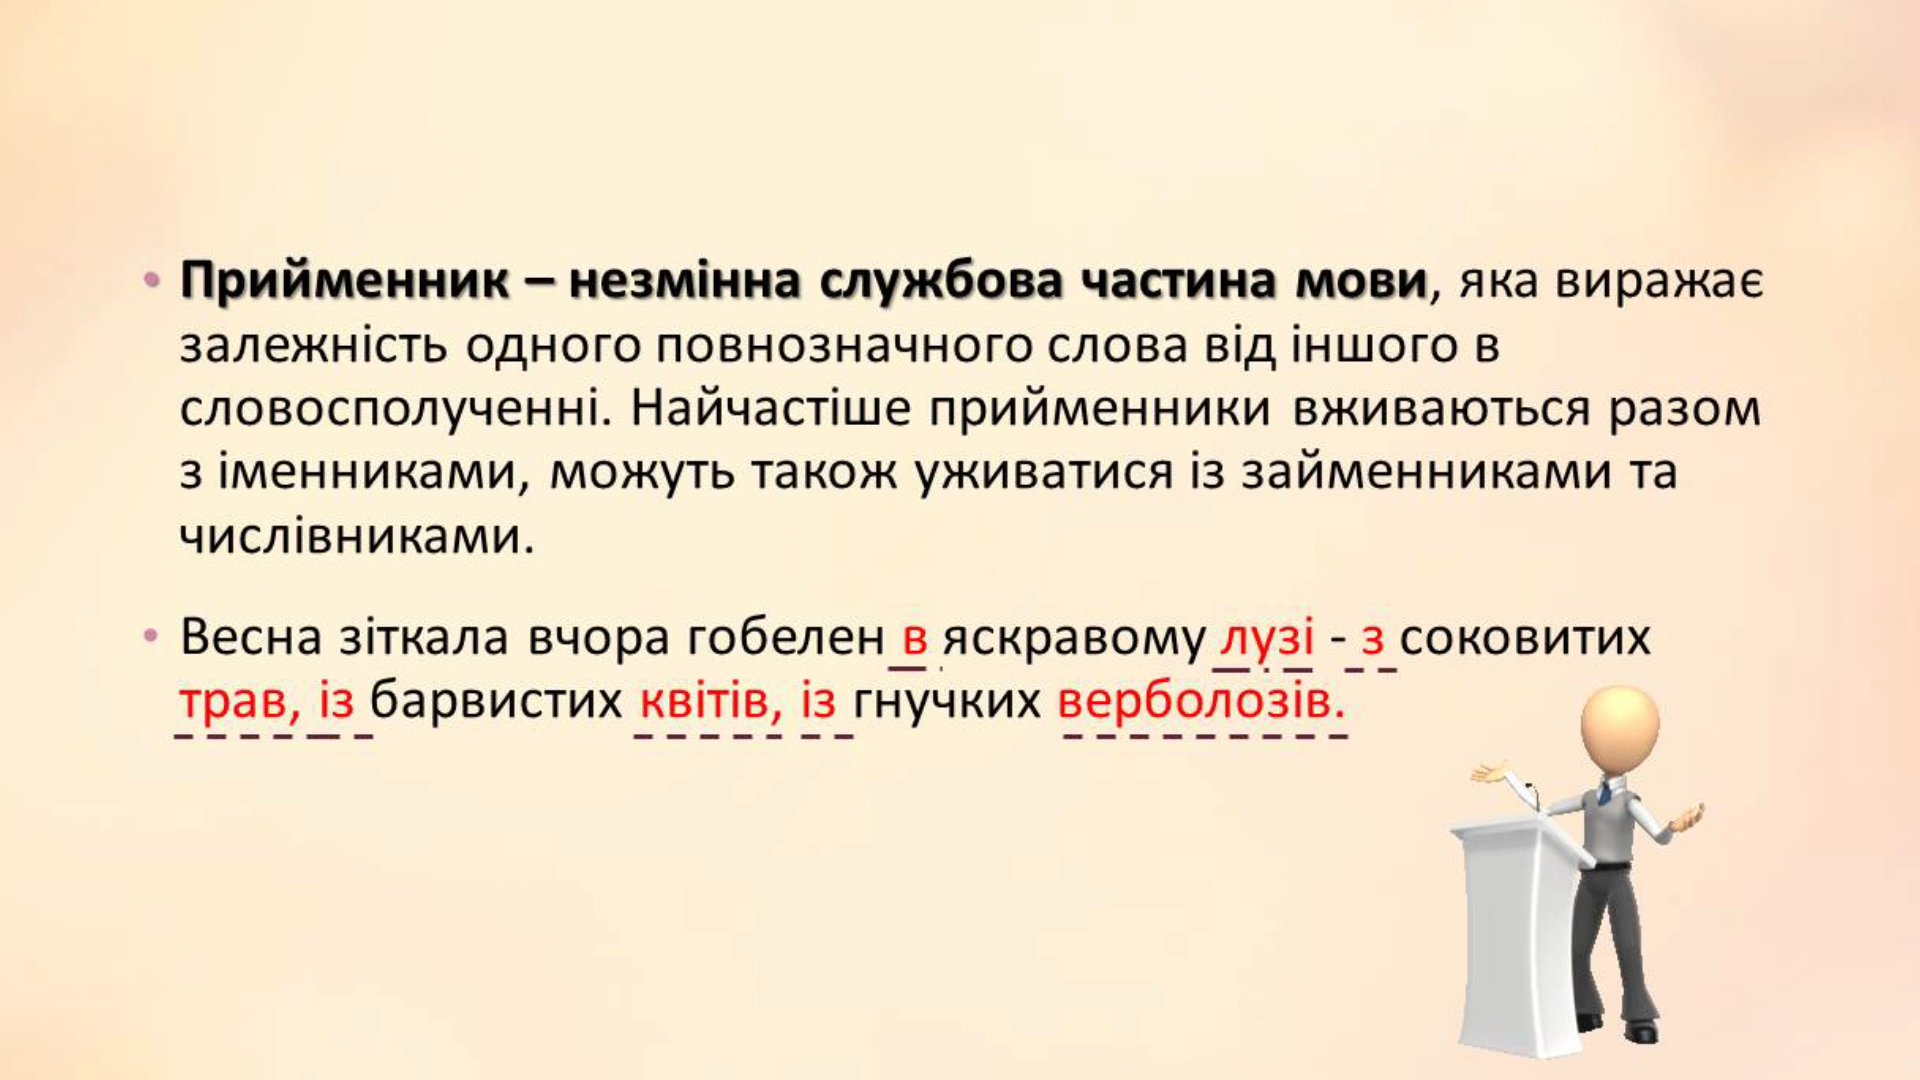 • Прийменник – незмінна службова частина мови, яка виражає
залежність одного повнозначного слова від іншого в
словосполученні. Найчастіше прийменники вживаються разом
з іменниками, можуть також уживатися із займенниками та
числівниками.
• Весна зіткала вчора гобелен в яскравому лузі - з соковитих
трав, із барвистих квітів, із гнучких верболозів.